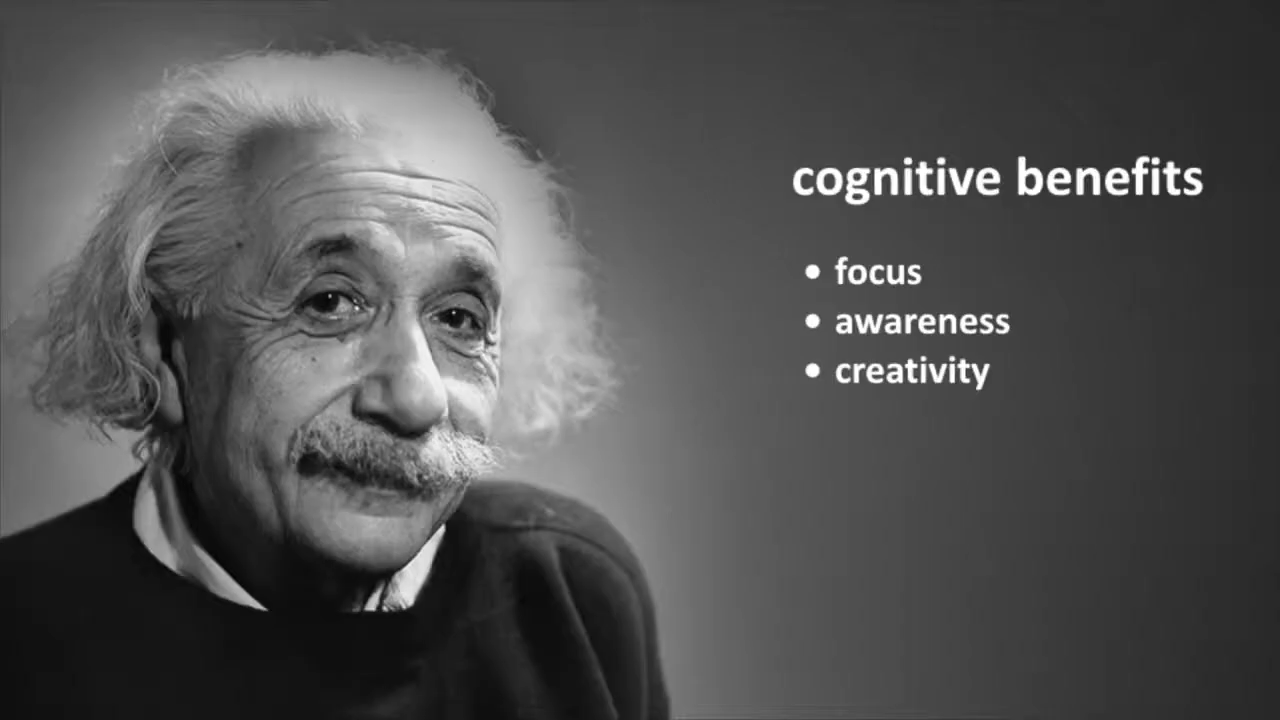 cognitive benefits
• focus
• awareness
• creativity